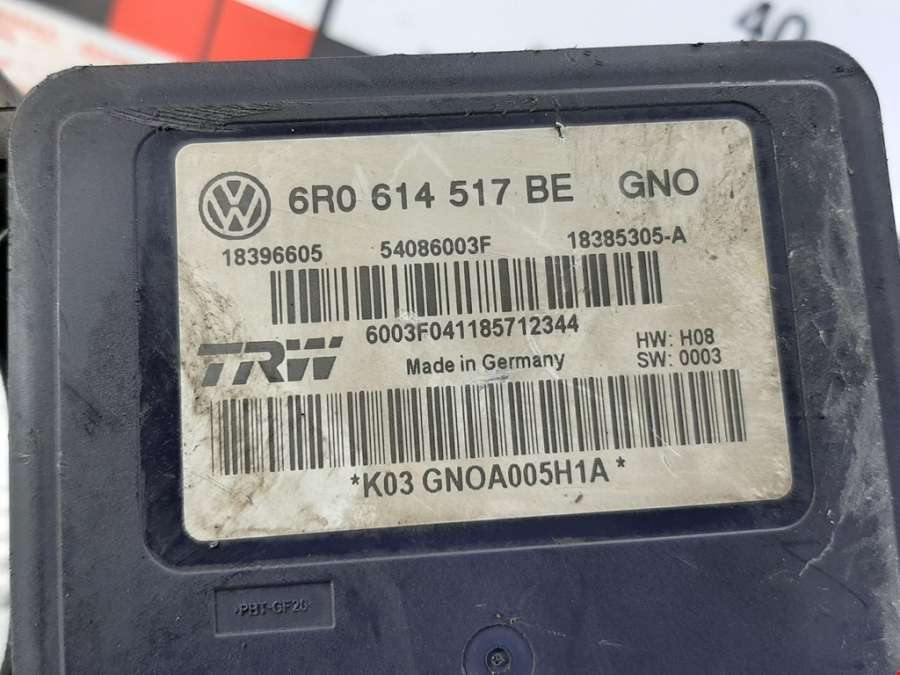 40
6R0 614 517 BE GNO
18396605 54086003F 18385305-A
6003F041185712344
TRW
Made in Germany
HW: H08
SW: 0003
*K03 GNOA005H1A*
>PBT-GF20<